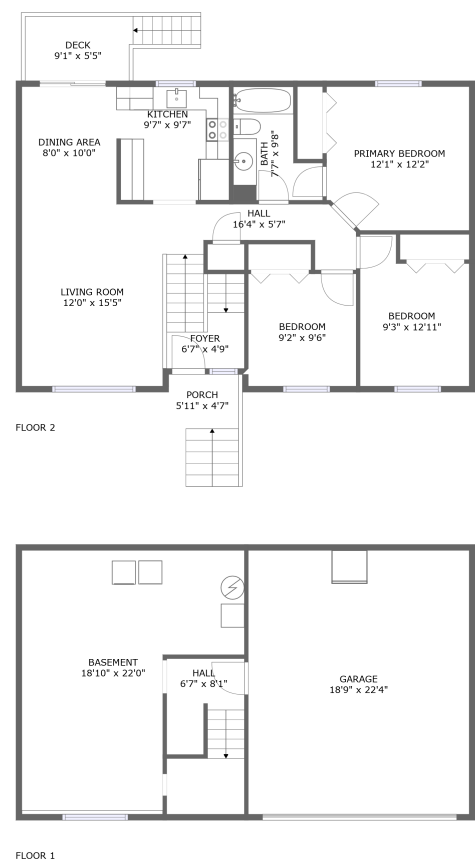 DECK
9'1" x 5'5"
KITCHEN
9'7" x 9'7"
DINING AREA
8'0" x 10'0"
BATH
7'7" x 9'8"
PRIMARY BEDROOM
12'1" x 12'2"
HALL
16'4" x 5'7"
LIVING ROOM
12'0" x 15'5"
FOYER
6'7" x 4'9"
BEDROOM
9'2" x 9'6"
BEDROOM
9'3" x 12'11"
PORCH
5'11" x 4'7"
FLOOR 2
BASEMENT
18'10" x 22'0"
HALL
6'7" x 8'1"
GARAGE
18'9" x 22'4"
FLOOR 1